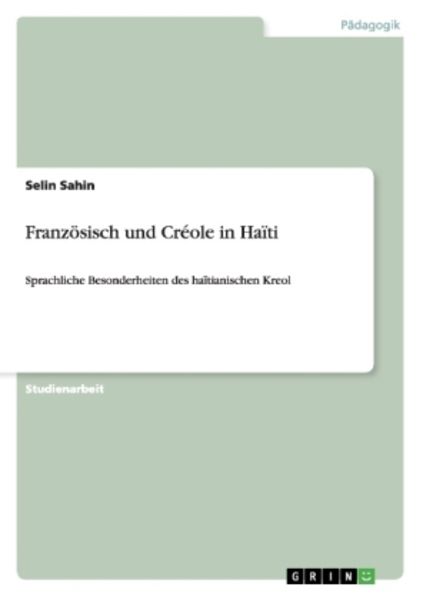 Pädagogik
Selin Sahin
Französisch und Créole in Haïti
Sprachliche Besonderheiten des haïtianischen Kreol
Studienarbeit
GRIN